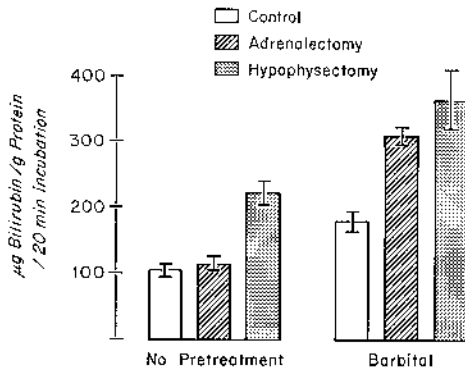 Control
Adrenalectomy
Hypophysectomy
400
300
200
100
µg Bilirubin/g Protein
/20 min incubation
No Pretreatment
Barbital